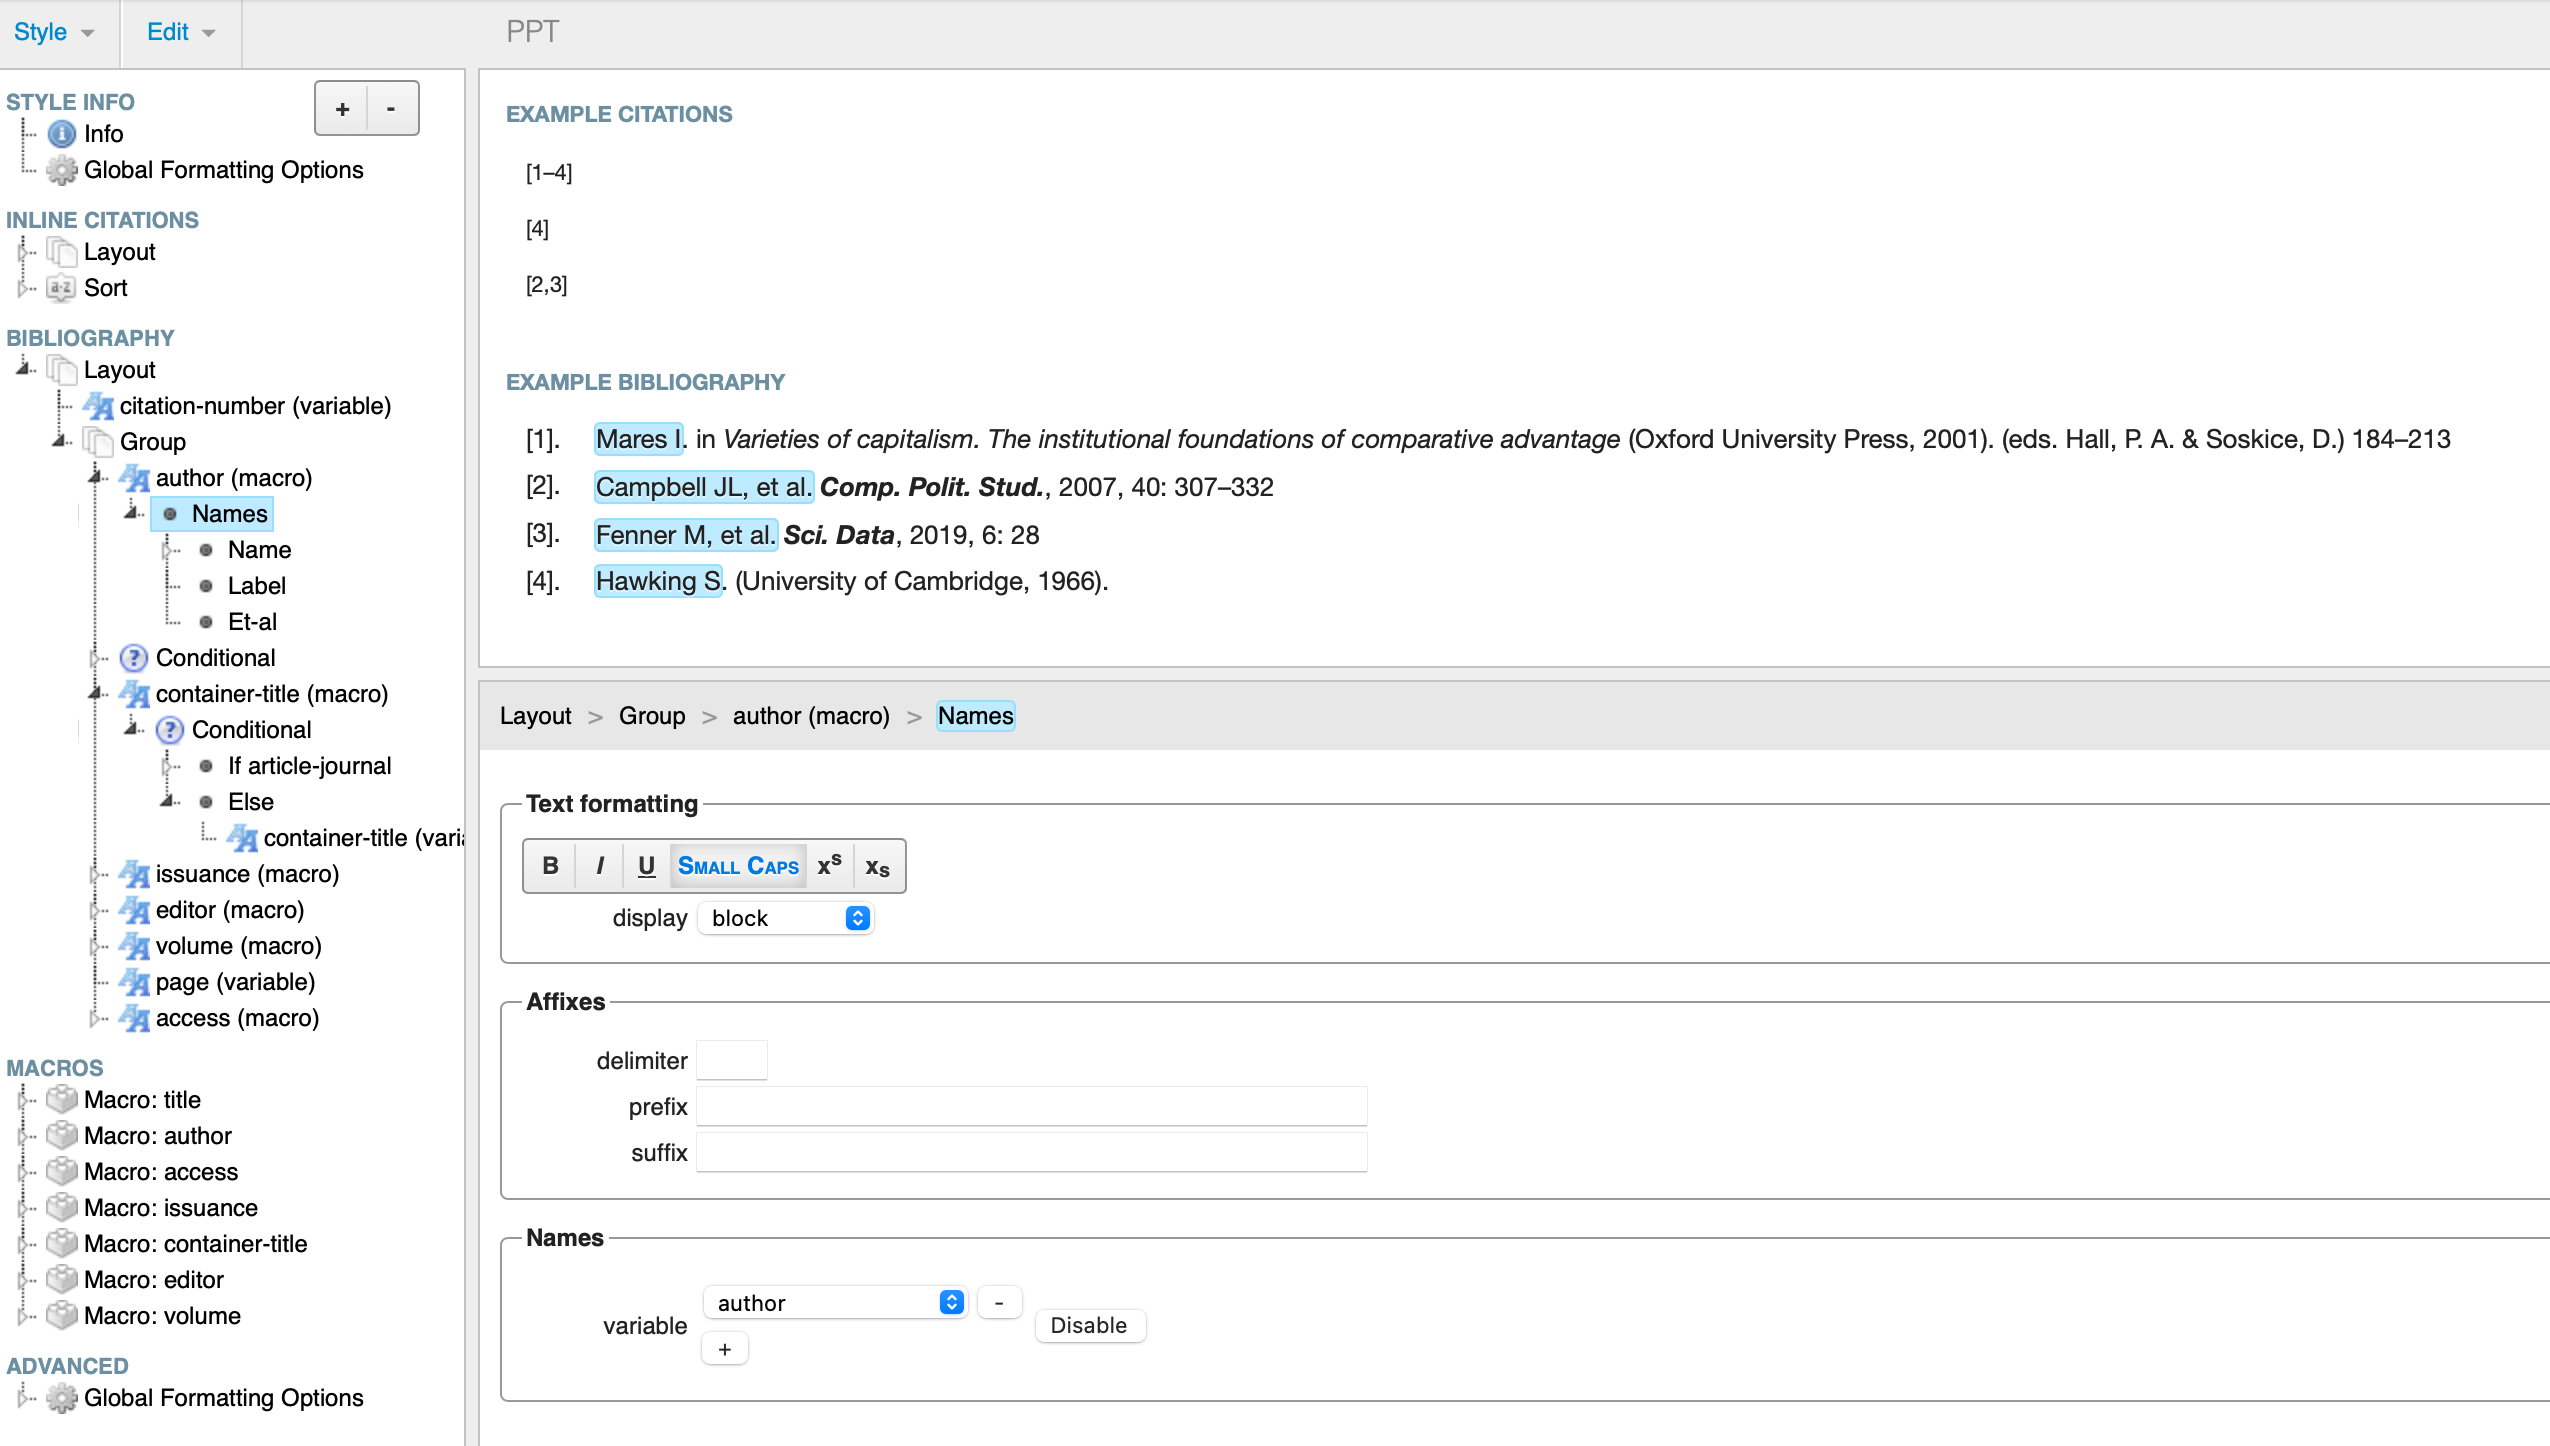 Style Edit PPT
STYLE INFO
+ -
Info
Global Formatting Options
INLINE CITATIONS
Layout
a-z Sort
BIBLIOGRAPHY
Layout
citation-number (variable)
Group
author (macro)
Names
Name
Label
Et-al
Conditional
container-title (macro)
Conditional
If article-journal
Else
container-title (varia
issuance (macro)
editor (macro)
volume (macro)
page (variable)
access (macro)
MACROS
Macro: title
Macro: author
Macro: access
Macro: issuance
Macro: container-title
Macro: editor
Macro: volume
ADVANCED
Global Formatting Options
EXAMPLE CITATIONS
[1–4]
[4]
[2,3]
EXAMPLE BIBLIOGRAPHY
[1]. Mares I. in Varieties of capitalism. The institutional foundations of comparative advantage (Oxford University Press, 2001). (eds. Hall, P. A. & Soskice, D.) 184–213
[2]. Campbell JL, et al. Comp. Polit. Stud., 2007, 40: 307–332
[3]. Fenner M, et al. Sci. Data, 2019, 6: 28
[4]. Hawking S. (University of Cambridge, 1966).
Layout > Group > author (macro) > Names
Text formatting
B I U Small Caps xs xs
display block
Affixes
delimiter
prefix
suffix
Names
variable author - Disable
+